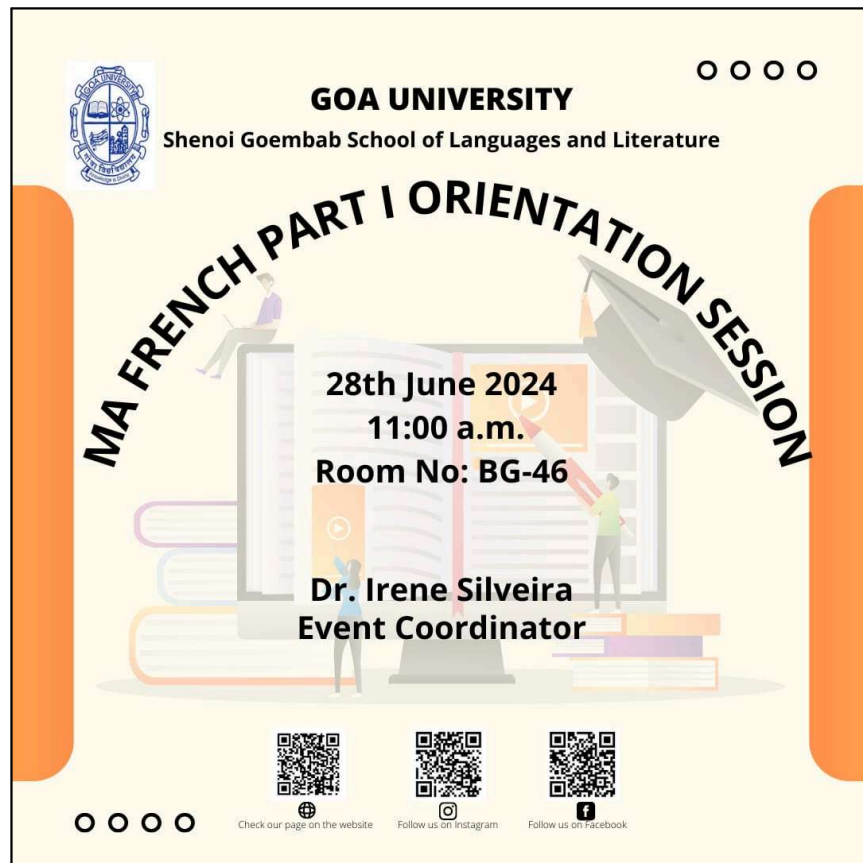 GOA UNIVERSITY
Shenoi Goembab School of Languages and Literature
MA FRENCH PART I ORIENTATION SESSION
28th June 2024
11:00 a.m.
Room No: BG-46
Dr. Irene Silveira
Event Coordinator
Check our page on the website
Follow us on Instagram
Follow us on Facebook